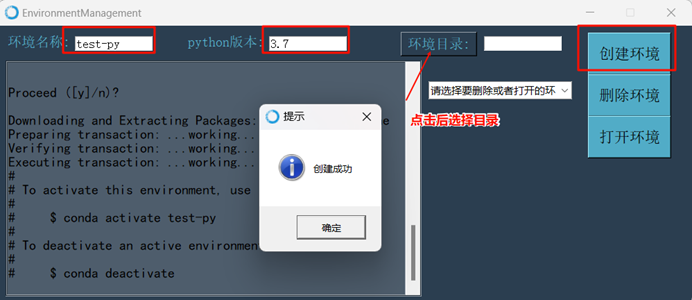 EnvironmentManagement
环境名称: test-py python版本: 3.7 环境目录: 创建环境
Proceed ([y]/n)?
请选择要删除或者打开的环
删除环境
点击后选择目录
打开环境
Downloading and Extracting Packages:
Preparing transaction: ...working...
Verifying transaction: ...working...
Executing transaction: ...working...
#
# To activate this environment, use
#
#     $ conda activate test-py
#
# To deactivate an active environment
#
#     $ conda deactivate
提示
创建成功
确定